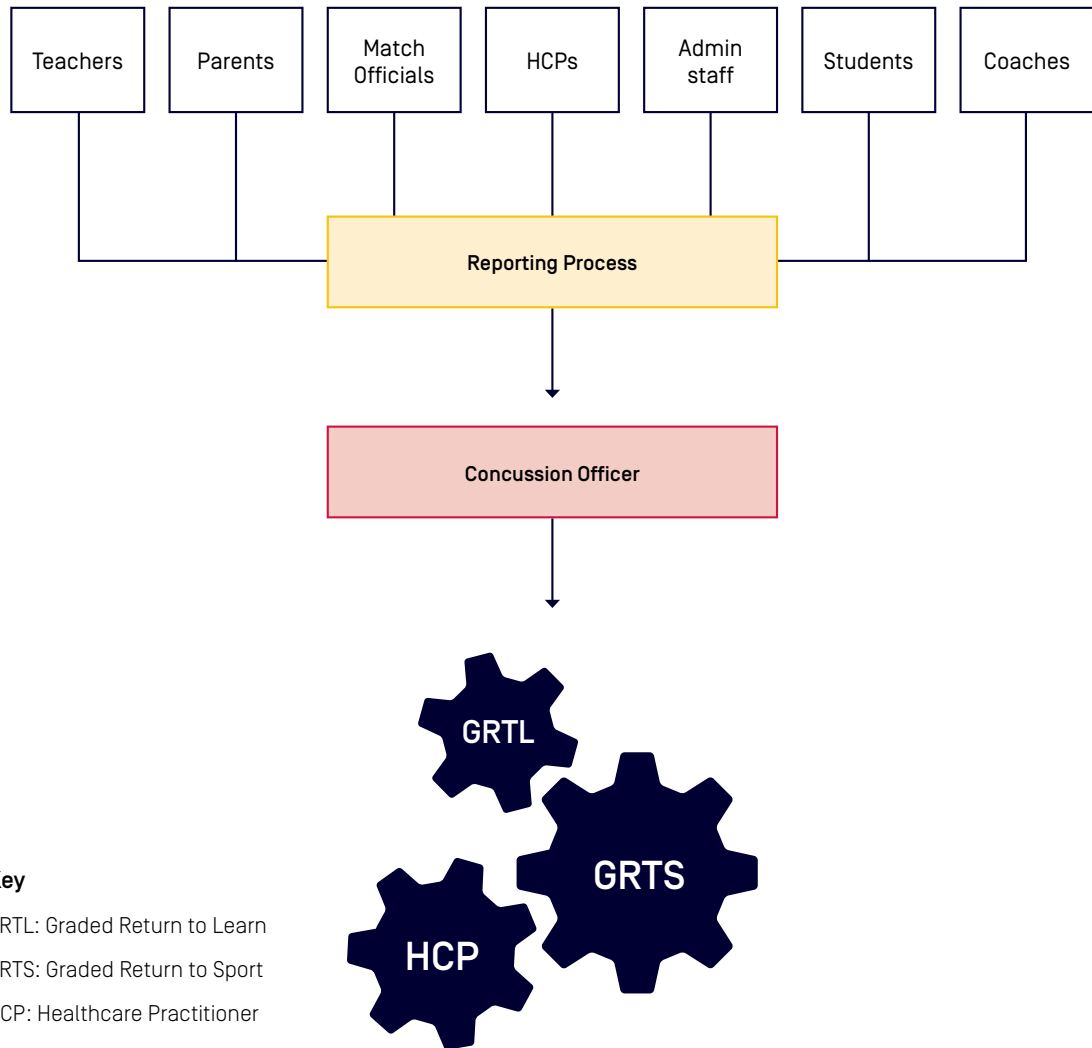 Teachers
Parents
Match
Officials
HCPs
Admin
staff
Students
Coaches
Reporting Process
Concussion Officer
GRTL
GRTS
HCP
ey
RTL: Graded Return to Learn
RTS: Graded Return to Sport
CP: Healthcare Practitioner